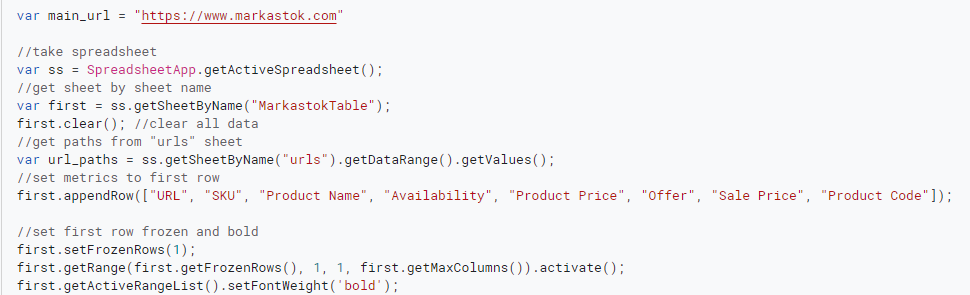 var main_url = "https://www.markastok.com"
//take spreadsheet
var ss = SpreadsheetApp.getActiveSpreadsheet();
//get sheet by sheet name
var first = ss.getSheetByName("MarkastokTable");
first.clear(); //clear all data
//get paths from "urls" sheet
var url_paths = ss.getSheetByName("urls").getDataRange().getValues();
//set metrics to first row
first.appendRow(["URL", "SKU", "Product Name", "Availability", "Product Price", "Offer", "Sale Price", "Product Code"]);
//set first row frozen and bold
first.setFrozenRows(1);
first.getRange(first.getFrozenRows(), 1, 1, first.getMaxColumns()).activate();
first.getActiveRangeList().setFontWeight('bold');